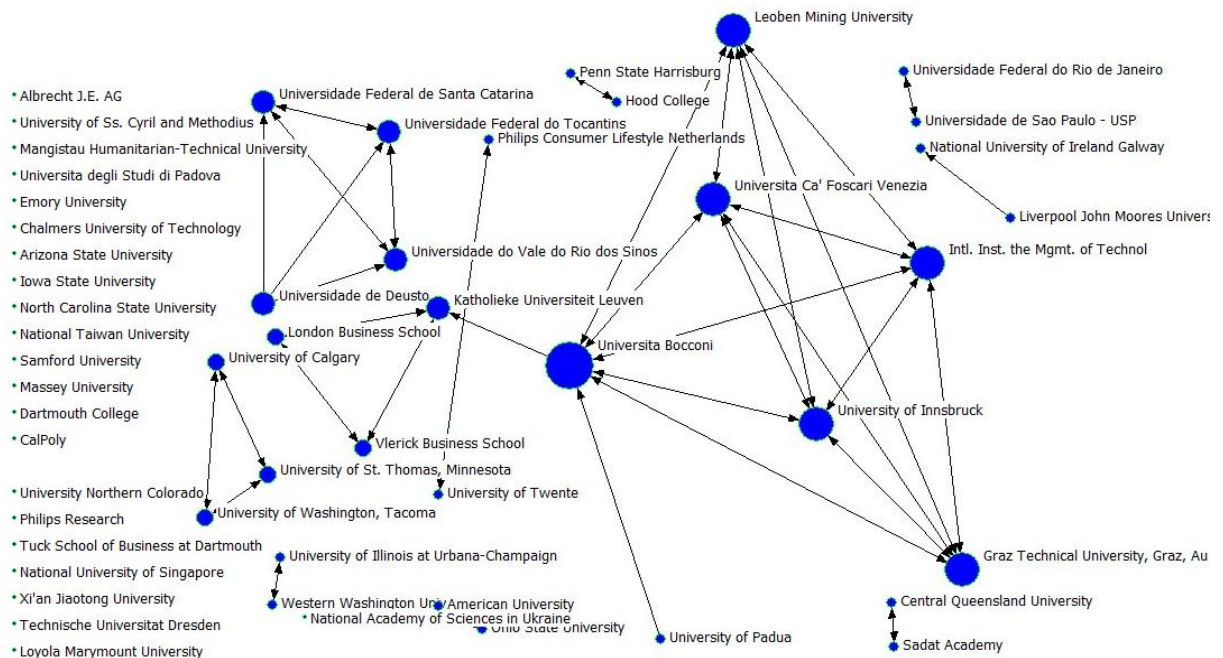 Albrecht J.E. AG
University of Ss. Cyril and Methodius
Mangistau Humanitarian-Technical University
Universita degli Studi di Padova
Emory University
Chalmers University of Technology
Arizona State University
Iowa State University
North Carolina State University
National Taiwan University
Samford University
Massey University
Dartmouth College
CalPoly
University Northern Colorado
Philips Research
Tuck School of Business at Dartmouth
National University of Singapore
Xi'an Jiaotong University
Technische Universitat Dresden
Loyola Marymount University
Universidade Federal de Santa Catarina
Universidade Federal do Tocantins
Philips Consumer Lifestyle Netherlands
Universidade do Vale do Rio dos Sinos
Universidade de Deusto
Katholieke Universiteit Leuven
London Business School
University of Calgary
Vlerick Business School
University of St. Thomas, Minnesota
University of Twente
University of Washington, Tacoma
University of Illinois at Urbana-Champaign
Western Washington Univ
American University
National Academy of Sciences in Ukraine
Ohio State University
University of Padua
Penn State Harrisburg
Hood College
Leoben Mining University
Universita Ca' Foscari Venezia
Universita Bocconi
University of Innsbruck
Intl. Inst. the Mgmt. of Technol
Graz Technical University, Graz, Au
Universidade Federal do Rio de Janeiro
Universidade de Sao Paulo - USP
National University of Ireland Galway
Liverpool John Moores Univers
Central Queensland University
Sadat Academy